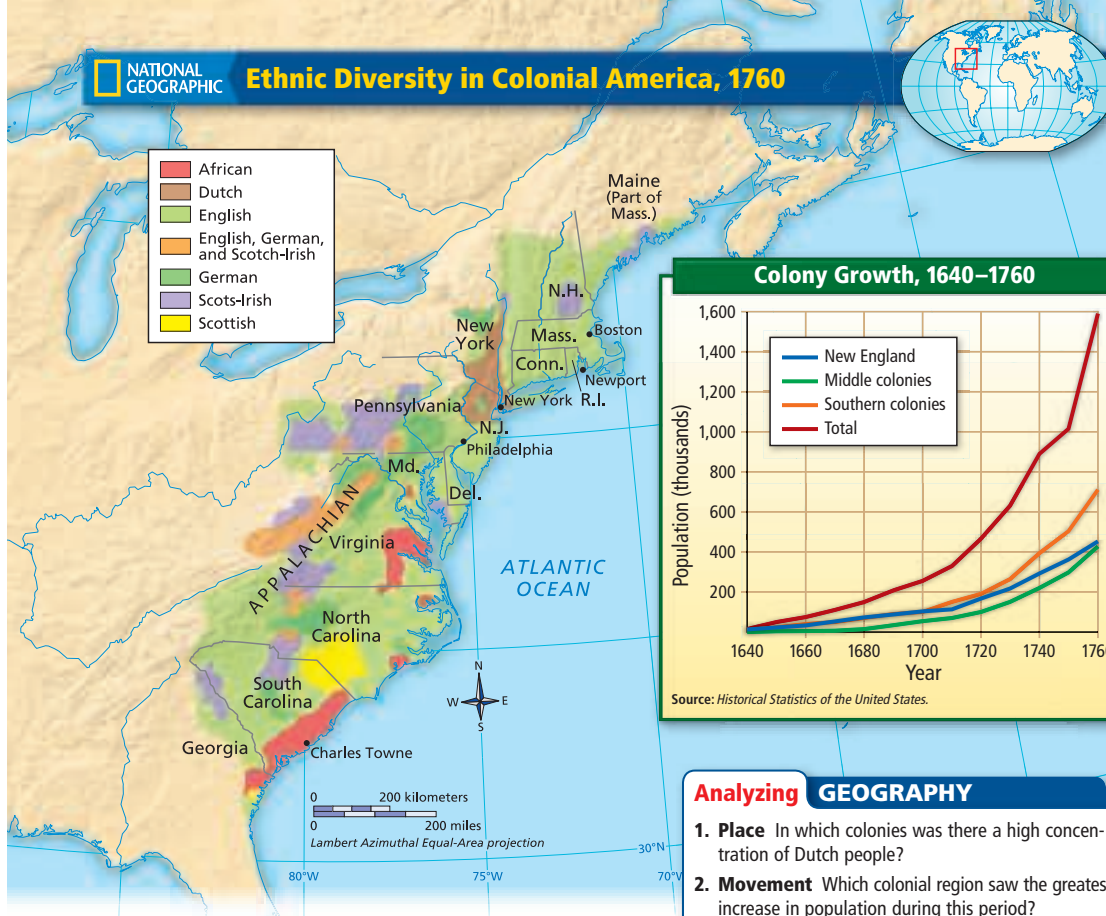 NATIONAL
GEOGRAPHIC
Ethnic Diversity in Colonial America, 1760
African
Dutch
English
English, German,
and Scotch-Irish
German
Scots-Irish
Scottish
Maine
(Part of
Mass.)
N.H.
New
York
Mass.
Boston
Conn.
Newport
R.I.
New York
Pennsylvania
N.J.
Philadelphia
Md.
Del.
APPALACHIAN
Virginia
ATLANTIC
OCEAN
North
Carolina
South
Carolina
Georgia
Charles Towne
N
W E
S
0 200 kilometers
0 200 miles
Lambert Azimuthal Equal-Area projection
30°N
80°W 75°W 70°W
Colony Growth, 1640–1760
1,600
1,400
1,200
1,000
800
600
400
200
Population (thousands)
New England
Middle colonies
Southern colonies
Total
1640 1660 1680 1700 1720 1740 1760
Year
Source: Historical Statistics of the United States.
Analyzing GEOGRAPHY
1. Place In which colonies was there a high concen-
tration of Dutch people?
2. Movement Which colonial region saw the greates
increase in population during this period?